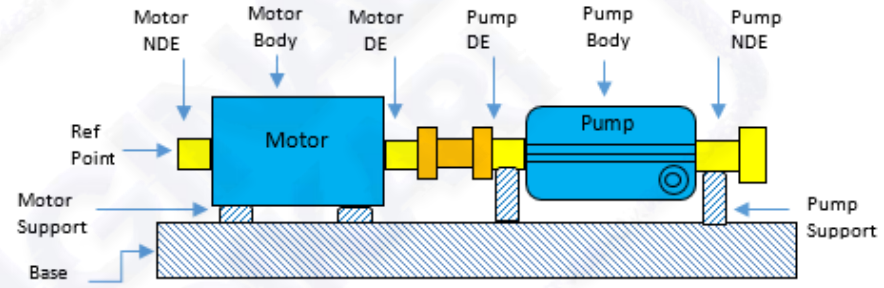 Motor
NDE
Motor
Body
Motor
DE
Pump
DE
Pump
Body
Pump
NDE
Ref
Point
Motor
Pump
Motor
Support
Pump
Support
Base